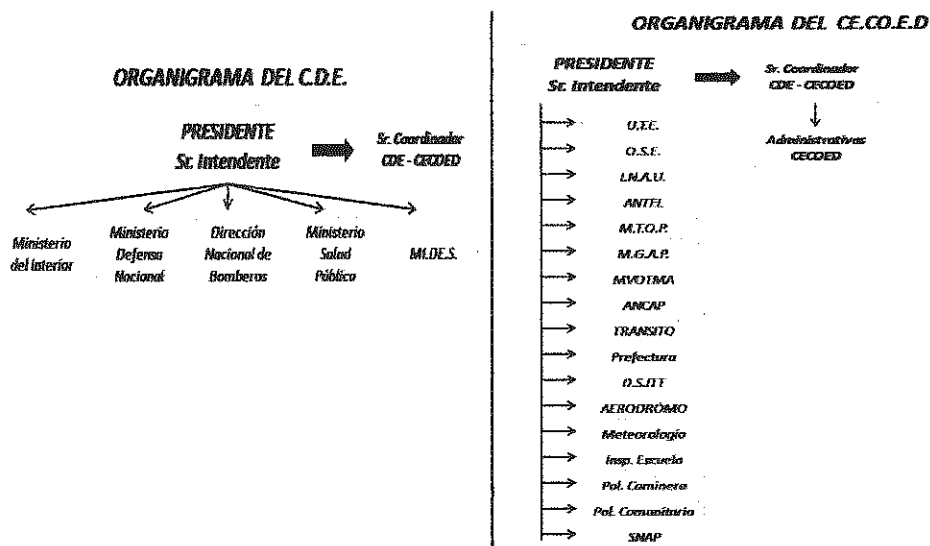 ORGANIGRAMA DEL C.D.E.
PRESIDENTE
Sr. Intendente
Sr. Coordinador
CDE - CECOED
Ministerio
del Interior
Ministerio
Defensa
Nacional
Dirección
Nacional de
Bomberos
Ministerio
Salud
Pública
MI.DE.S.
ORGANIGRAMA DEL CE.CO.E.D
PRESIDENTE
Sr. Intendente
Sr. Coordinador
CDE - CECOED
Administrativas
CECOED
U.T.E.
O.S.E.
I.N.A.U.
ANTEL
M.T.O.P.
M.G.A.P.
MVOTMA
ANCAP
TRANSITO
Prefectura
AERODRÓMO
Meteorología
Insp. Escuela
Pol. Caminera
Pol. Comunitaria
SNAP